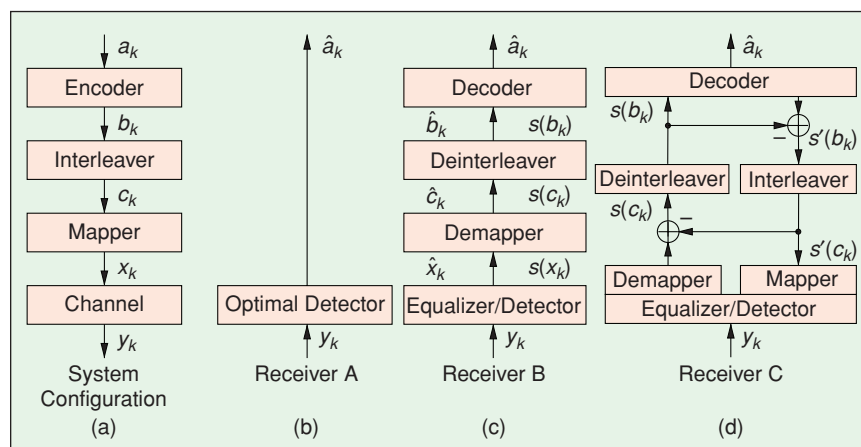 a_k
Encoder
b_k
Interleaver
c_k
Mapper
x_k
Channel
y_k
System
Configuration
(a)
â_k
Optimal Detector
y_k
Receiver A
(b)
â_k
Decoder
b̂_k s(b_k)
Deinterleaver
ĉ_k s(c_k)
Demapper
x̂_k s(x_k)
Equalizer/Detector
y_k
Receiver B
(c)
â_k
Decoder
s(b_k)
−
s′(b_k)
Deinterleaver Interleaver
s(c_k)
−
s′(c_k)
Demapper Mapper
Equalizer/Detector
y_k
Receiver C
(d)